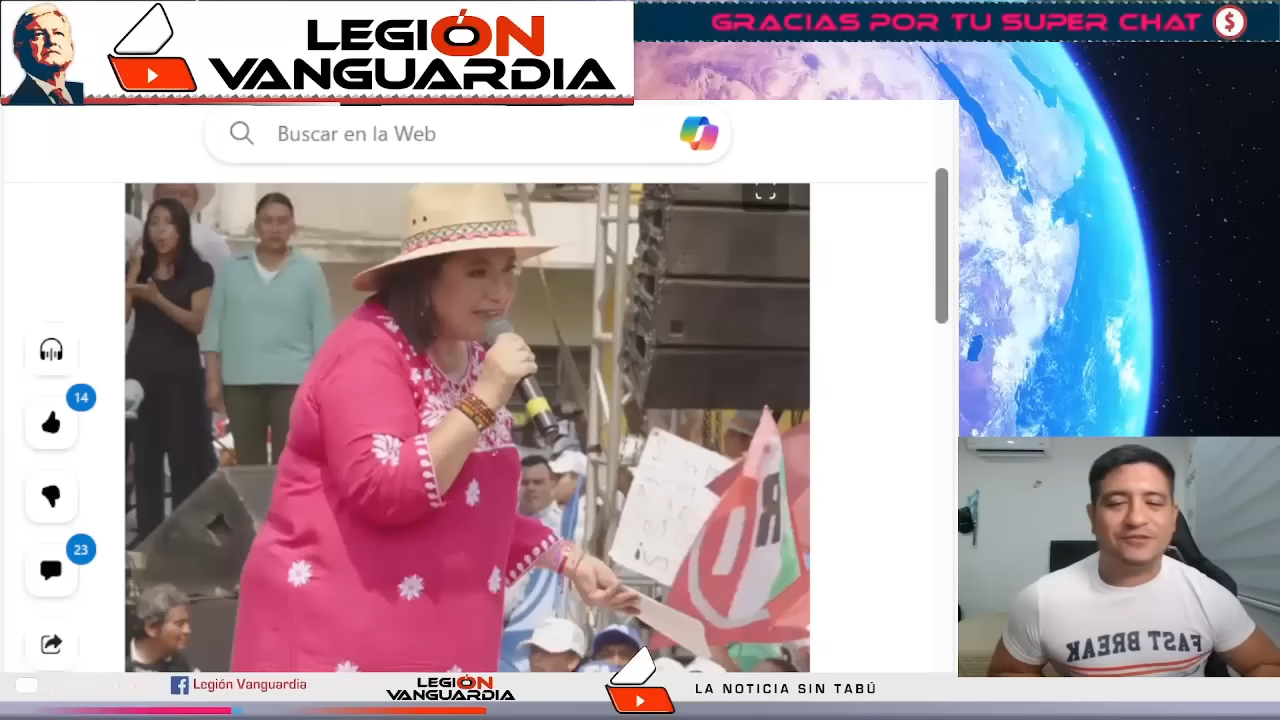 LEGIÓN
VANGUARDIA
GRACIAS POR TU SUPER CHAT
$
Buscar en la Web
14
23
FAST BREAK
Legión Vanguardia
LEGIÓN
VANGUARDIA
LA NOTICIA SIN TABÚ